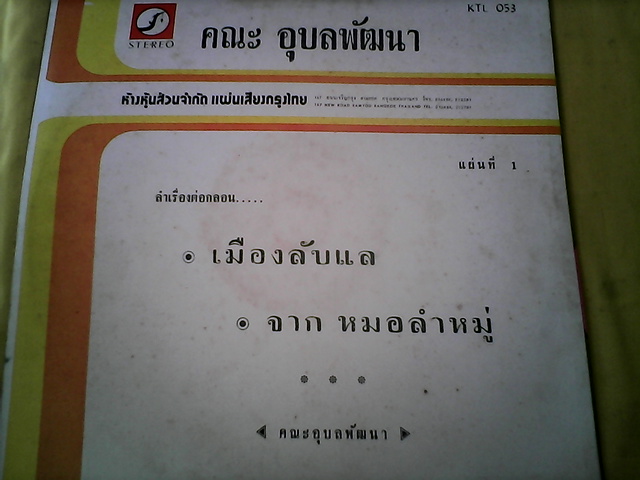 KTL 053
STEREO
คณะ อุบลพัฒนา
ห้างหุ้นส่วนจำกัด แผ่นเสียงกรุงไทย
แผ่นที่ 1
ลำเรื่องต่อกลอน.....
เมืองลับแล
จาก หมอลำหมู่
คณะอุบลพัฒนา